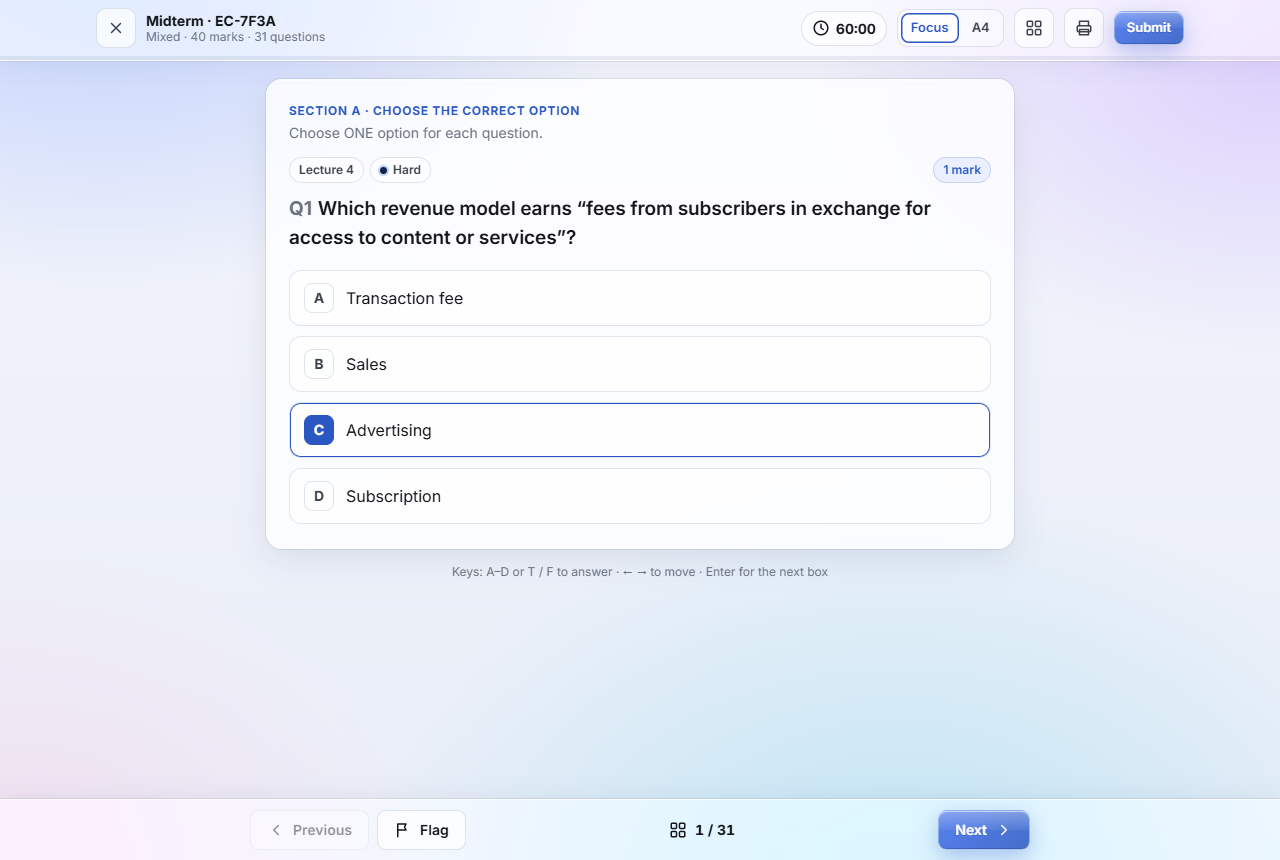 Midterm · EC-7F3A
Mixed · 40 marks · 31 questions
60:00
Focus
A4
Submit
SECTION A · CHOOSE THE CORRECT OPTION
Choose ONE option for each question.
Lecture 4
Hard
1 mark
Q1 Which revenue model earns “fees from subscribers in exchange for
access to content or services”?
A Transaction fee
B Sales
C Advertising
D Subscription
Keys: A–D or T / F to answer · ← → to move · Enter for the next box
Previous
Flag
1 / 31
Next